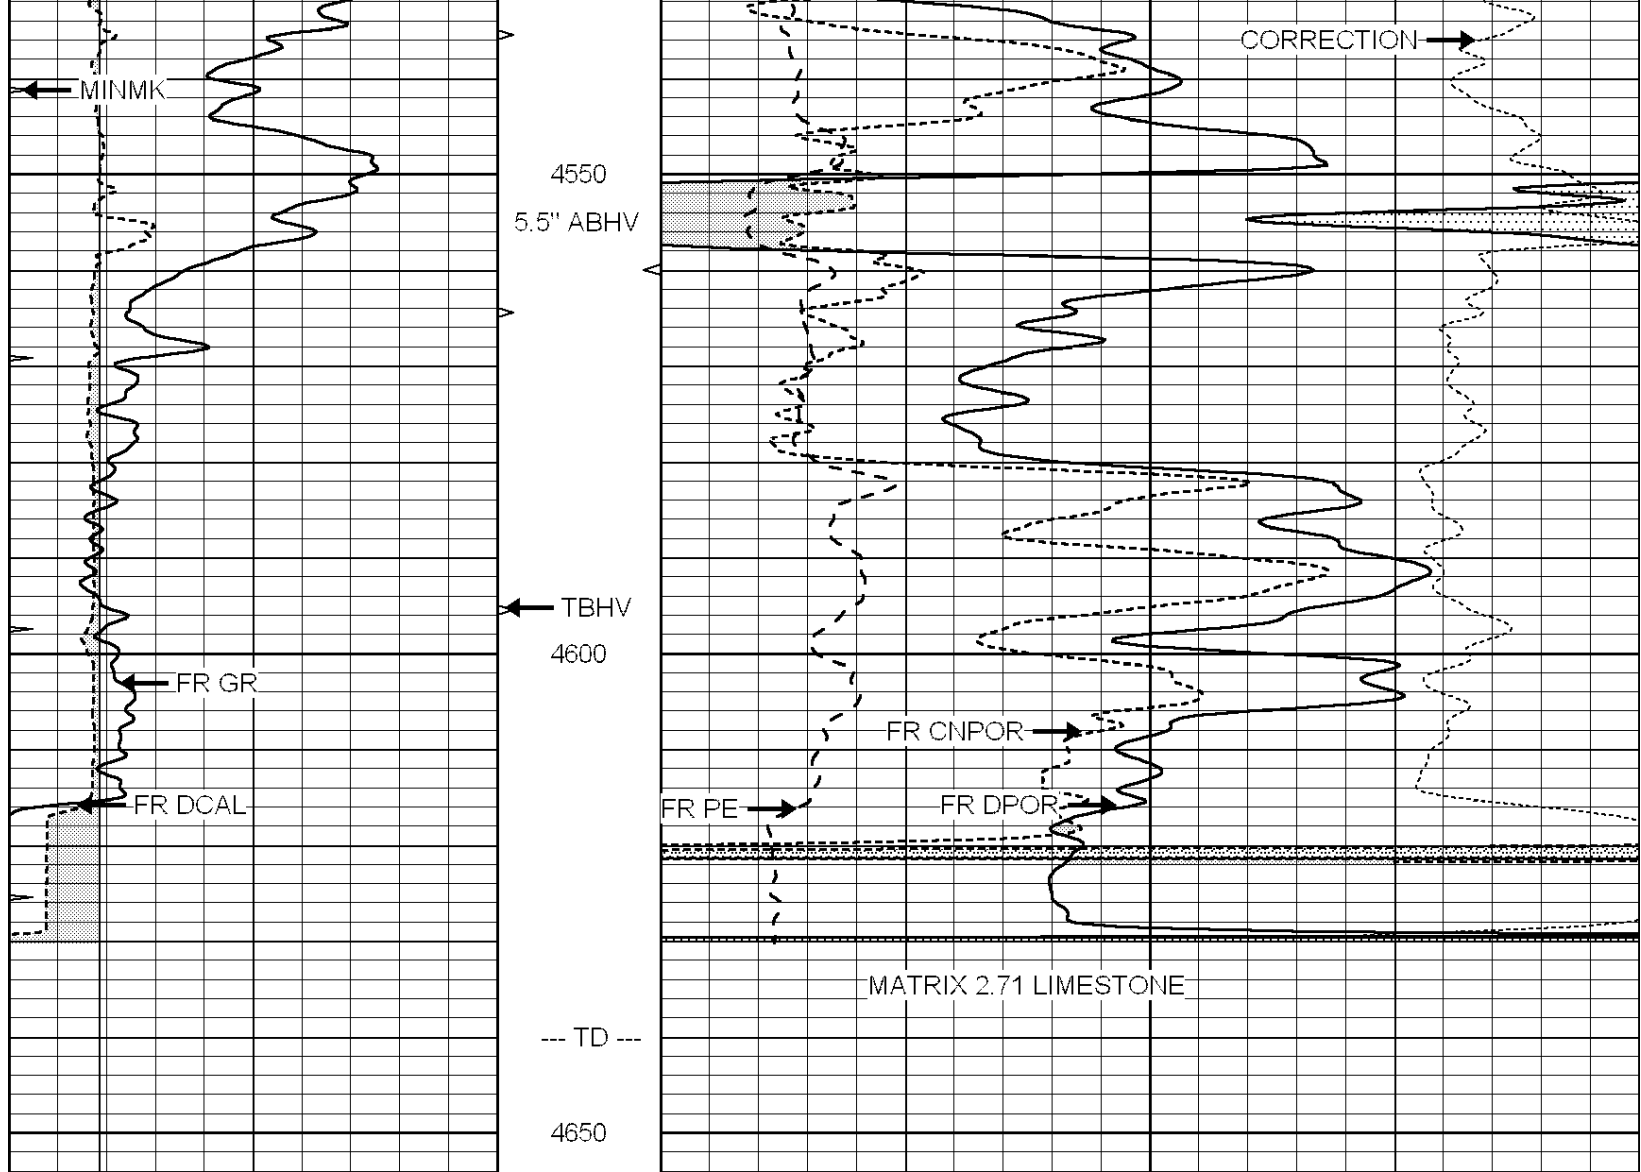 CORRECTION
MINMK
4550
5.5" ABHV
TBHV
4600
FR GR
FR CNPOR
FR DCAL
FR PE
FR DPOR
MATRIX 2.71 LIMESTONE
--- TD ---
4650